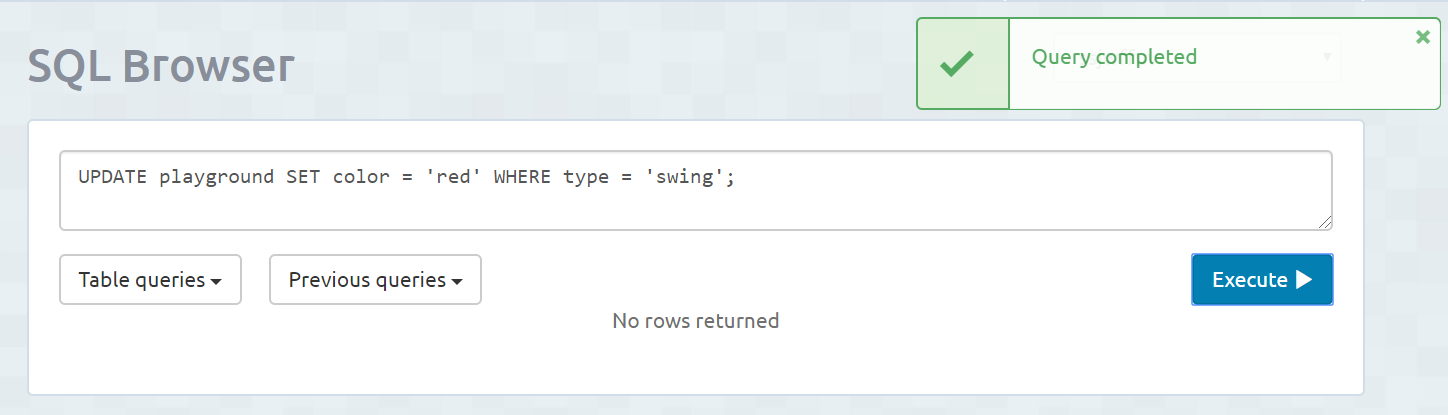 SQL Browser
Query completed
UPDATE playground SET color = 'red' WHERE type = 'swing';
Table queries
Previous queries
Execute
No rows returned